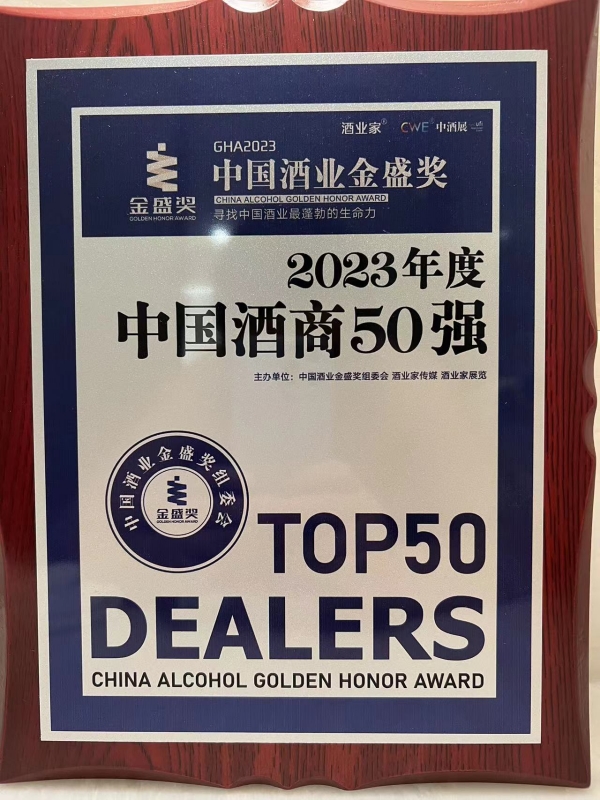 酒业家® CWE® 中酒展
GHA2023
中国酒业金盛奖
CHINA ALCOHOL GOLDEN HONOR AWARD
寻找中国酒业最蓬勃的生命力
金盛奖
GOLDEN HONOR AWARD
2023年度
中国酒商50强
主办单位：中国酒业金盛奖组委会 酒业家传媒 酒业家展览
中国酒业金盛奖组委会
金盛奖
GOLDEN HONOR AWARD
TOP50
DEALERS
CHINA ALCOHOL GOLDEN HONOR AWARD